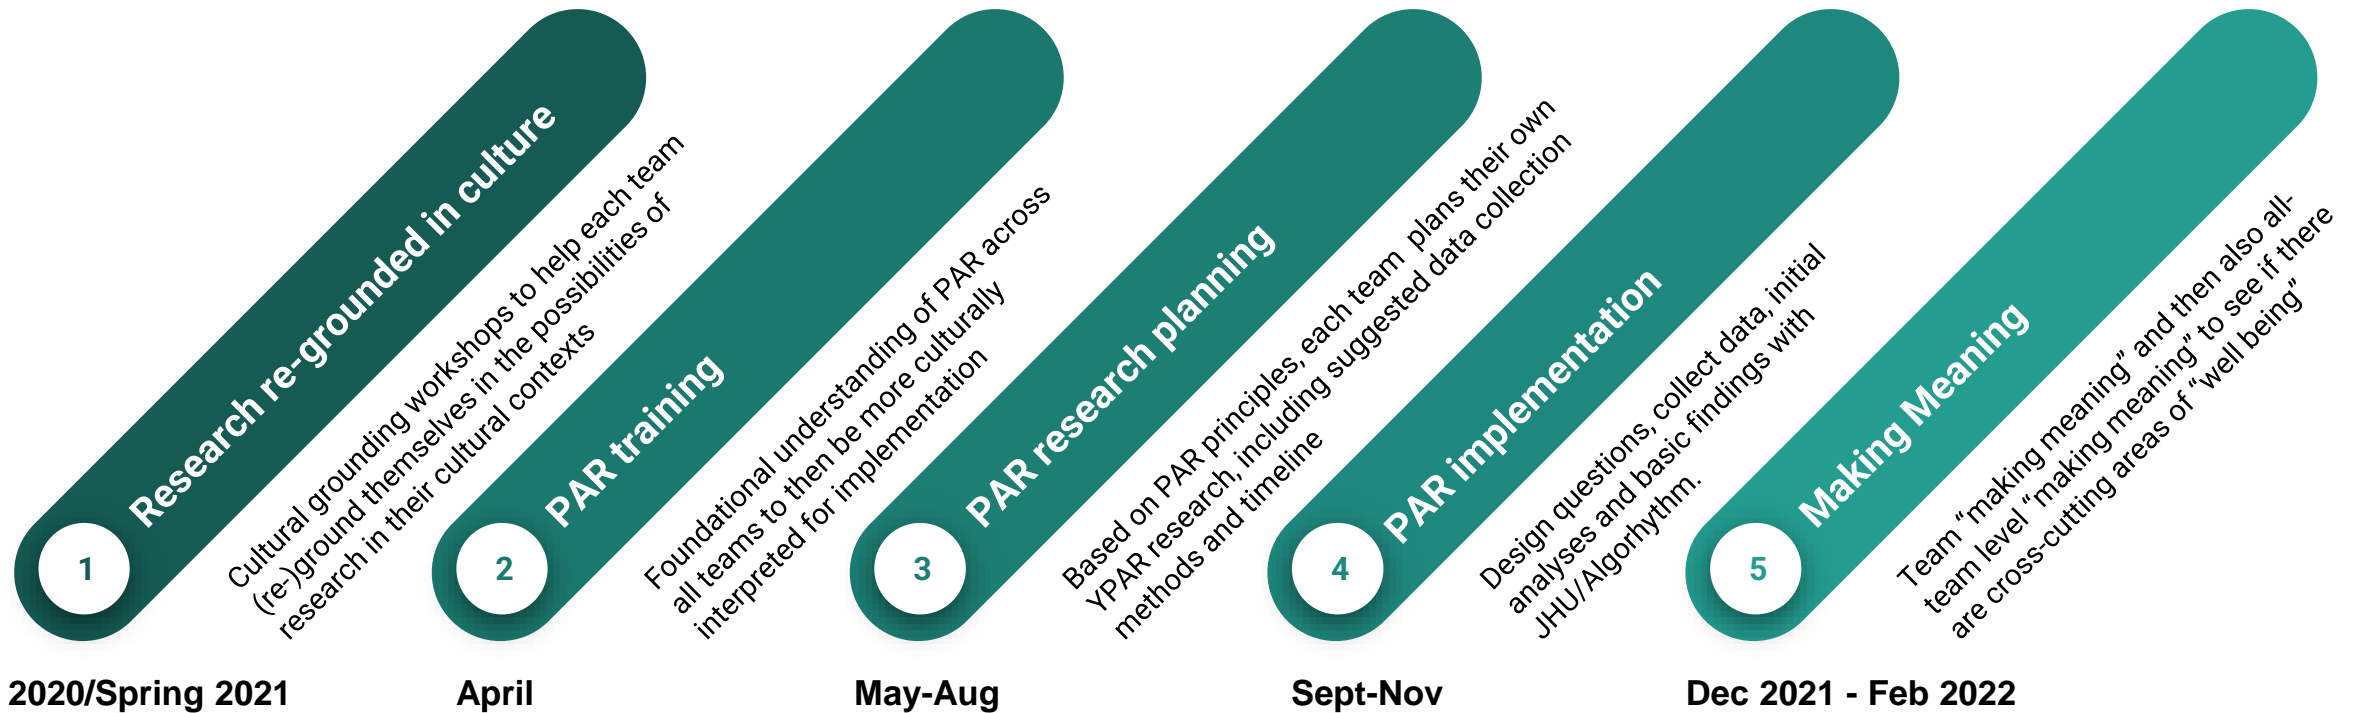 1
Research re-grounded in culture
Cultural grounding workshops to help each team
(re-)ground themselves in the possibilities of
research in their cultural contexts
2020/Spring 2021
2
PAR training
Foundational understanding of PAR across
all teams to then be more culturally
interpreted for implementation
April
3
PAR research planning
Based on PAR principles, each team plans their own
YPAR research, including suggested data collection
methods and timeline
May-Aug
4
PAR implementation
Design questions, collect data, initial
analyses and basic findings with
JHU/Algorhythm.
Sept-Nov
5
Making Meaning
Team “making meaning” and then also all-
team level “making meaning” to see if there
are cross-cutting areas of “well being”
Dec 2021 - Feb 2022